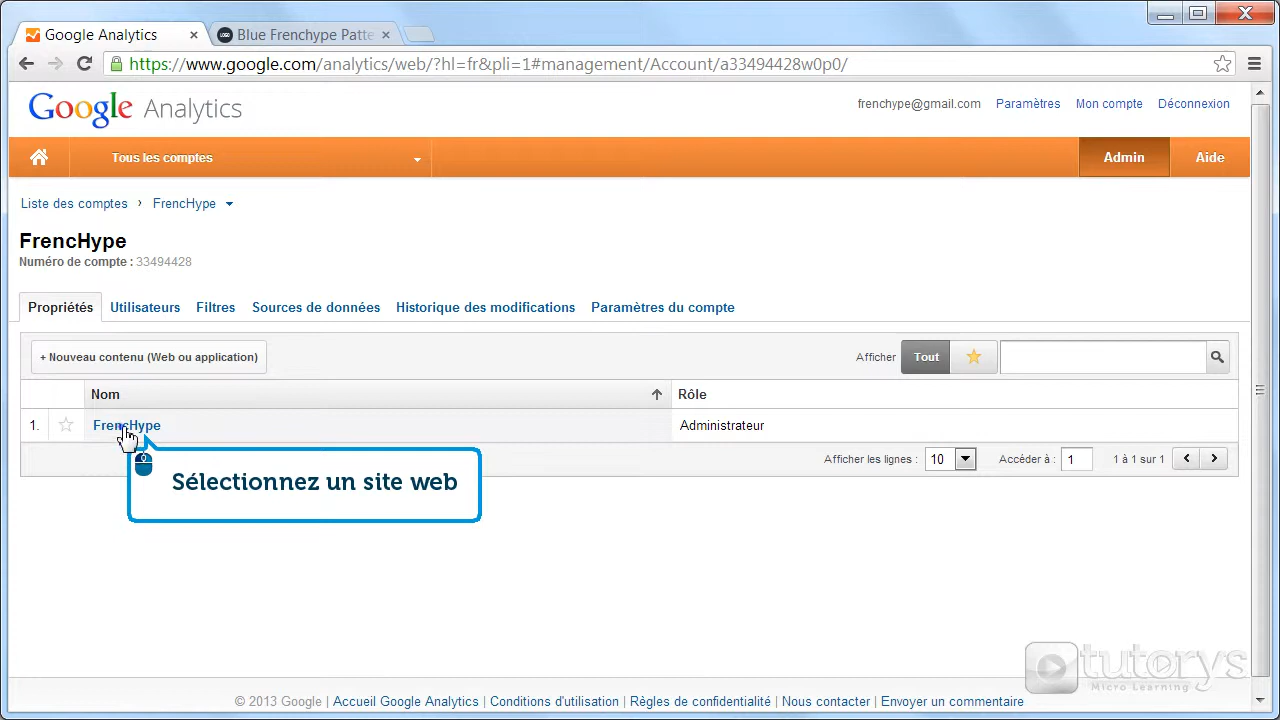 Google Analytics
Blue Frenchype Patte
https://www.google.com/analytics/web/?hl=fr&pli=1#management/Account/a33494428w0p0/
Google Analytics
frenchype@gmail.com Paramètres Mon compte Déconnexion
Tous les comptes Admin Aide
Liste des comptes › FrencHype
FrencHype
Numéro de compte : 33494428
Propriétés Utilisateurs Filtres Sources de données Historique des modifications Paramètres du compte
+ Nouveau contenu (Web ou application) Afficher Tout
Nom Rôle
1. FrencHype Administrateur
Afficher les lignes : 10 Accéder à : 1 1 à 1 sur 1
Sélectionnez un site web
tutorys
Micro Learning
© 2013 Google | Accueil Google Analytics | Conditions d'utilisation | Règles de confidentialité | Nous contacter | Envoyer un commentaire